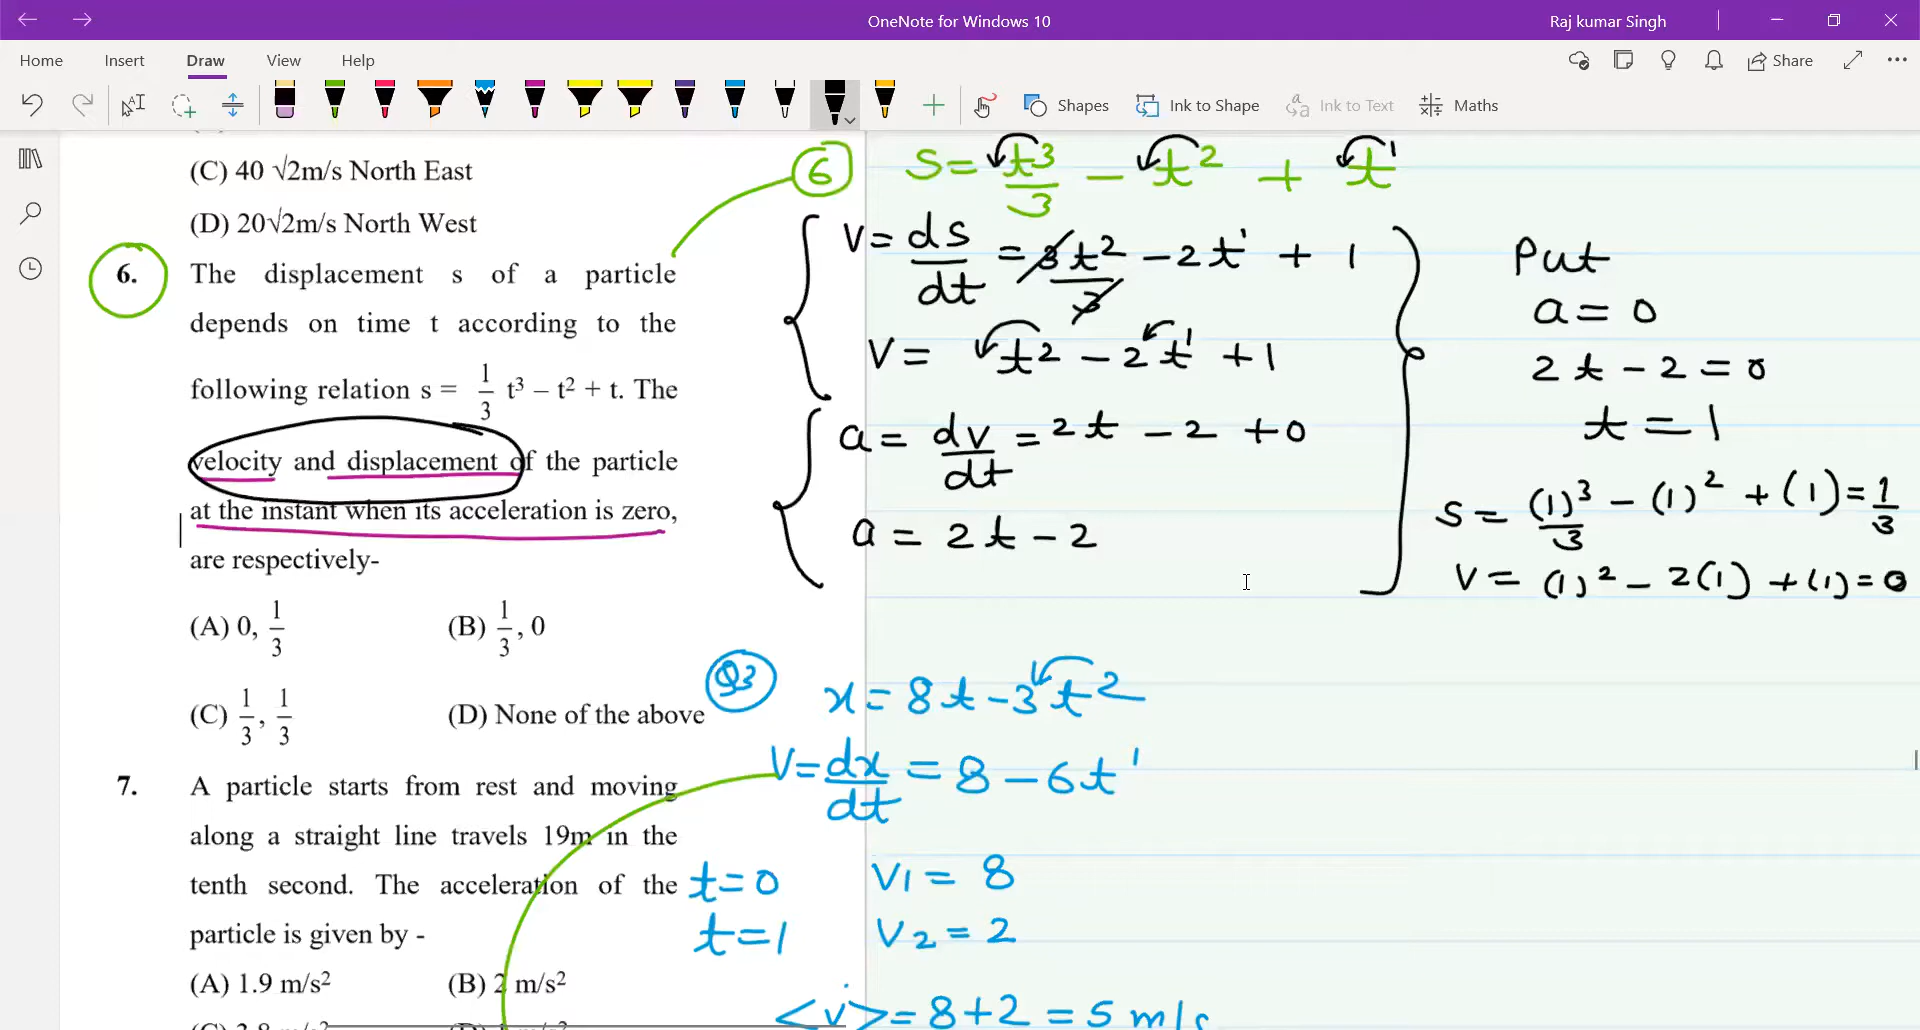 OneNote for Windows 10
Raj kumar Singh
Home Insert Draw View Help
Share
Shapes Ink to Shape Ink to Text Maths
(C) 40 √2m/s North East
(D) 20√2m/s North West
6. The displacement s of a particle
depends on time t according to the
following relation s = 1/3 t³ – t² + t. The
velocity and displacement of the particle
at the instant when its acceleration is zero,
are respectively-
(A) 0, 1/3 (B) 1/3, 0
(C) 1/3, 1/3 (D) None of the above
7. A particle starts from rest and moving
along a straight line travels 19m in the
tenth second. The acceleration of the
particle is given by -
(A) 1.9 m/s² (B) 2 m/s²
6
S = t³/3 – t² + t¹
V = ds/dt = 3t²/3 – 2t¹ + 1
V = t² – 2t¹ + 1
a = dv/dt = 2t – 2 + 0
a = 2t – 2
Put
a = 0
2t – 2 = 0
t = 1
S = (1)³/3 – (1)² + (1) = 1/3
V = (1)² – 2(1) + (1) = 0
Q3
x = 8t – 3t²
V = dx/dt = 8 – 6t¹
t = 0 V1 = 8
t = 1 V2 = 2
<v> = 8+2 = 5 m/s